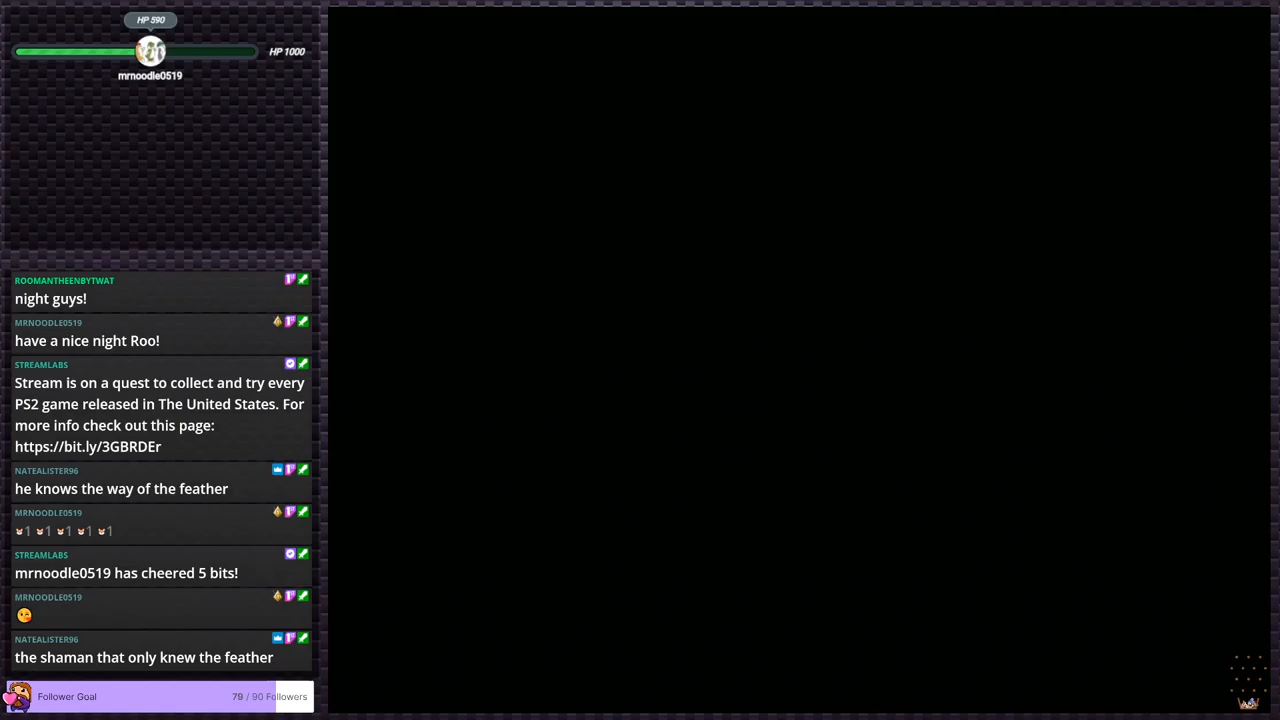 HP 590
HP 1000
mrnoodle0519
ROOMANTHEENBYTWAT
night guys!
MRNOODLE0519
have a nice night Roo!
STREAMLABS
Stream is on a quest to collect and try every
PS2 game released in The United States. For
more info check out this page:
https://bit.ly/3GBRDEr
NATEALISTER96
he knows the way of the feather
MRNOODLE0519
1 1 1 1 1
STREAMLABS
mrnoodle0519 has cheered 5 bits!
MRNOODLE0519
😘
NATEALISTER96
the shaman that only knew the feather
Follower Goal 79 / 90 Followers